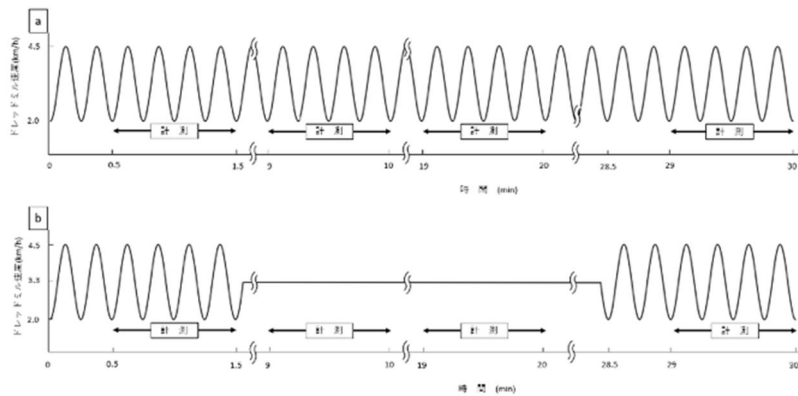 a
ドレッドミル速度(km/h)
4.5
2.0
計 測
計 測
計 測
計 測
0
0.5
1.5
9
10
19
20
28.5
29
30
時 間 (min)
b
ドレッドミル速度(km/h)
4.5
3.5
2.0
計 測
計 測
計 測
計 測
0
0.5
1.5
9
10
19
20
28.5
29
30
時 間 (min)